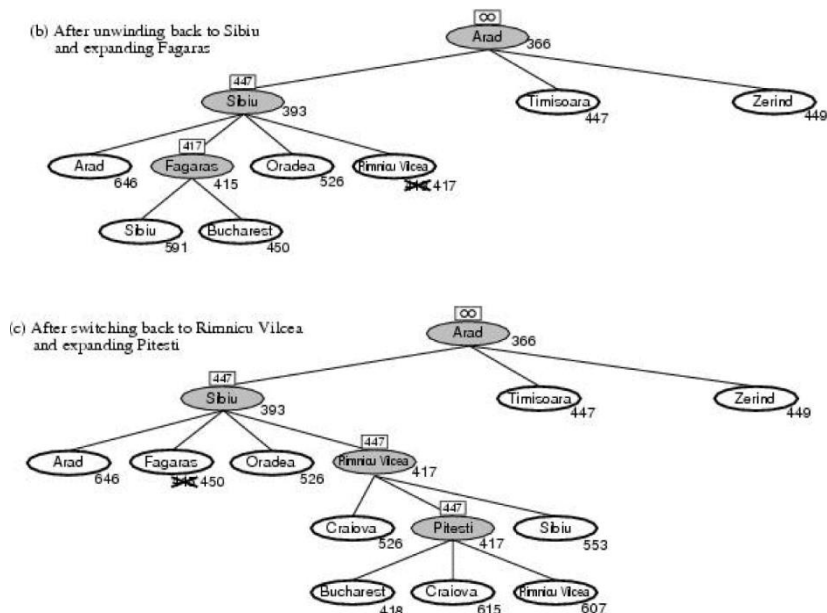 (b) After unwinding back to Sibiu
and expanding Fagaras
∞
Arad
366
447
Sibiu
393
Timisoara
447
Zerind
449
417
Arad
646
Fagaras
415
Oradea
526
Rimnicu Vilcea
417
Sibiu
591
Bucharest
450
(c) After switching back to Rimnicu Vilcea
and expanding Pitesti
∞
Arad
366
447
Sibiu
393
Timisoara
447
Zerind
449
Arad
646
Fagaras
450
Oradea
526
447
Rimnicu Vilcea
417
Craiova
526
447
Pitesti
417
Sibiu
553
Bucharest
418
Craiova
615
Rimnicu Vilcea
607